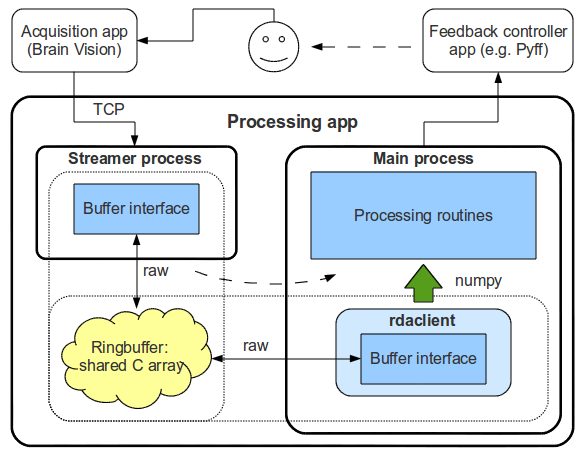 Acquisition app
(Brain Vision)
Feedback controller
app (e.g. Pyff)
TCP
Processing app
Streamer process
Main process
Buffer interface
Processing routines
raw
numpy
rdaclient
Ringbuffer:
shared C array
raw
Buffer interface